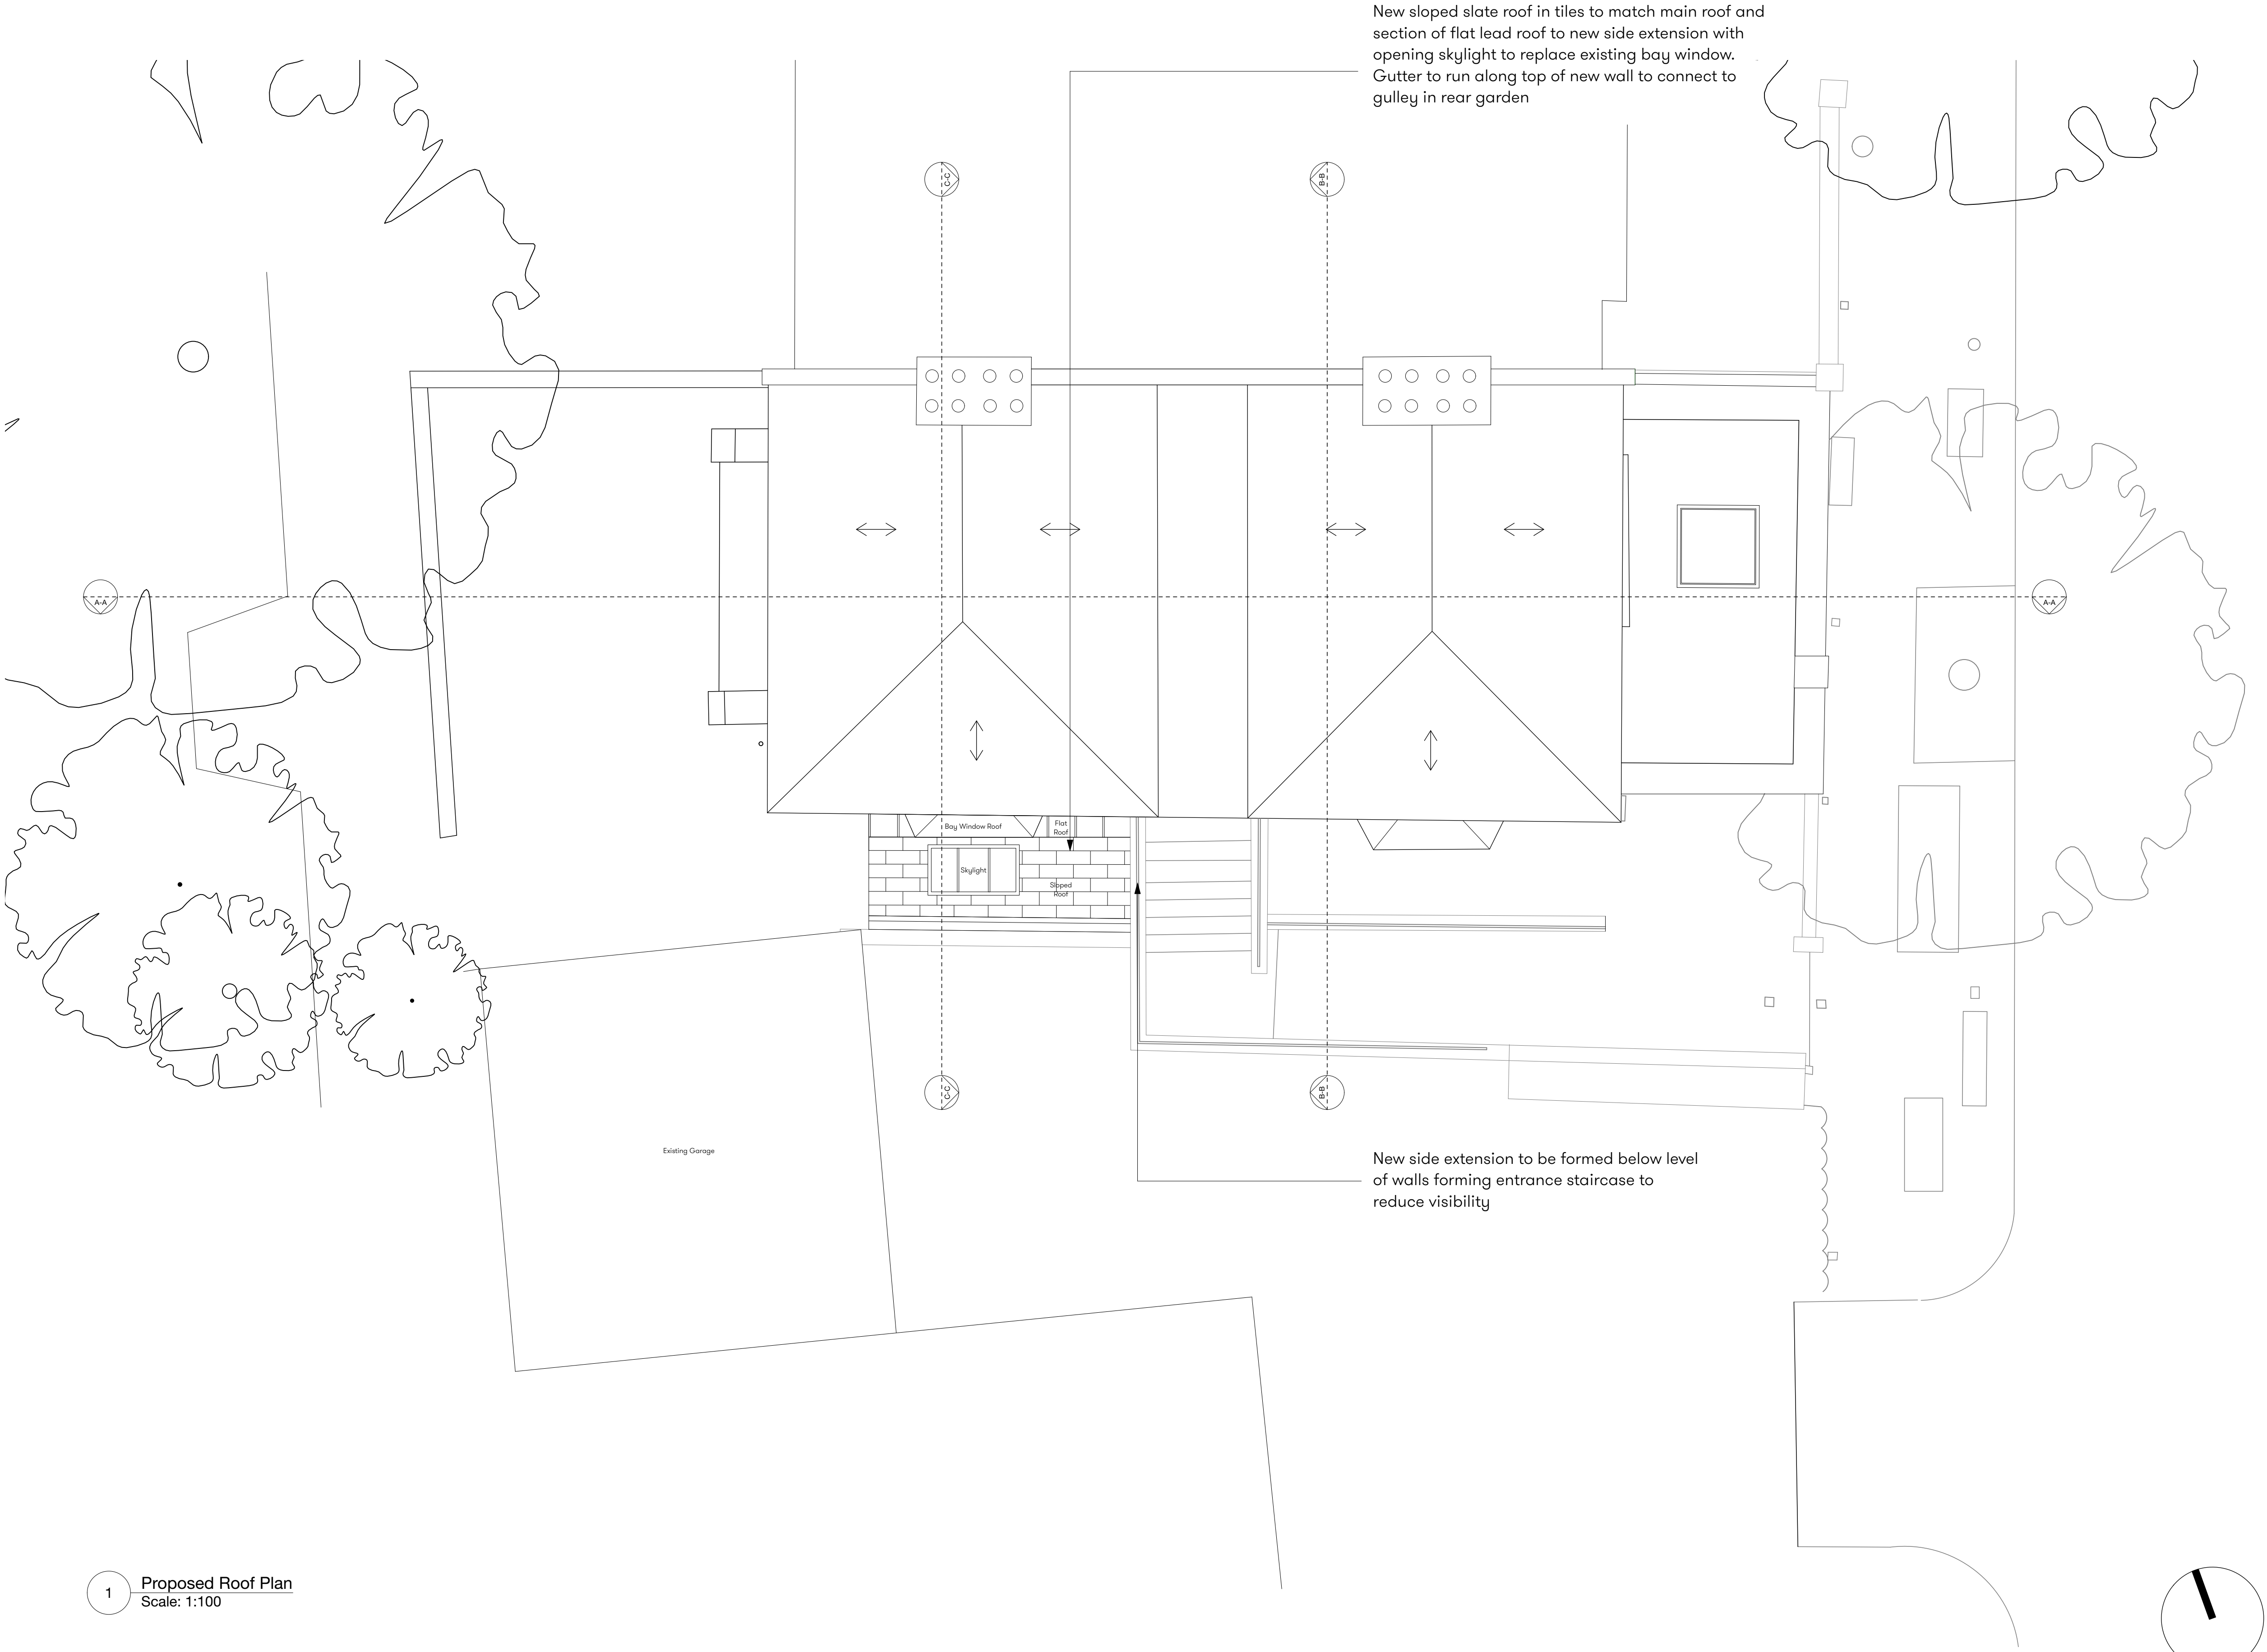 New sloped slate roof in tiles to match main roof and
section of flat lead roof to new side extension with
opening skylight to replace existing bay window.
Gutter to run along top of new wall to connect to
gulley in rear garden
C-C
B-B
A-A
A-A
Bay Window Roof
Flat
Roof
Skylight
Sloped
Roof
C-C
B-B
Existing Garage
New side extension to be formed below level
of walls forming entrance staircase to
reduce visibility
1
Proposed Roof Plan
Scale: 1:100